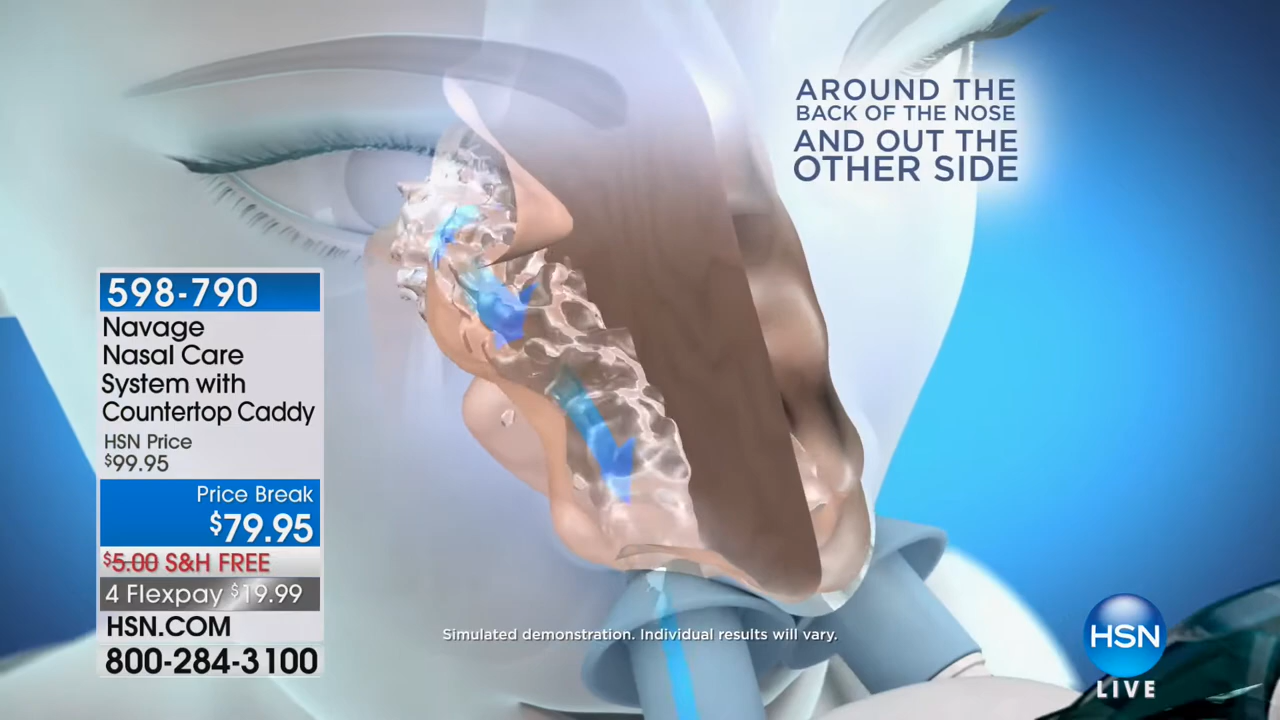 AROUND THE
BACK OF THE NOSE
AND OUT THE
OTHER SIDE
598-790
Navage
Nasal Care
System with
Countertop Caddy
HSN Price
$99.95
Price Break
$79.95
$5.00 S&H FREE
4 Flexpay $19.99
HSN.COM
800-284-3100
Simulated demonstration. Individual results will vary.
HSN
LIVE